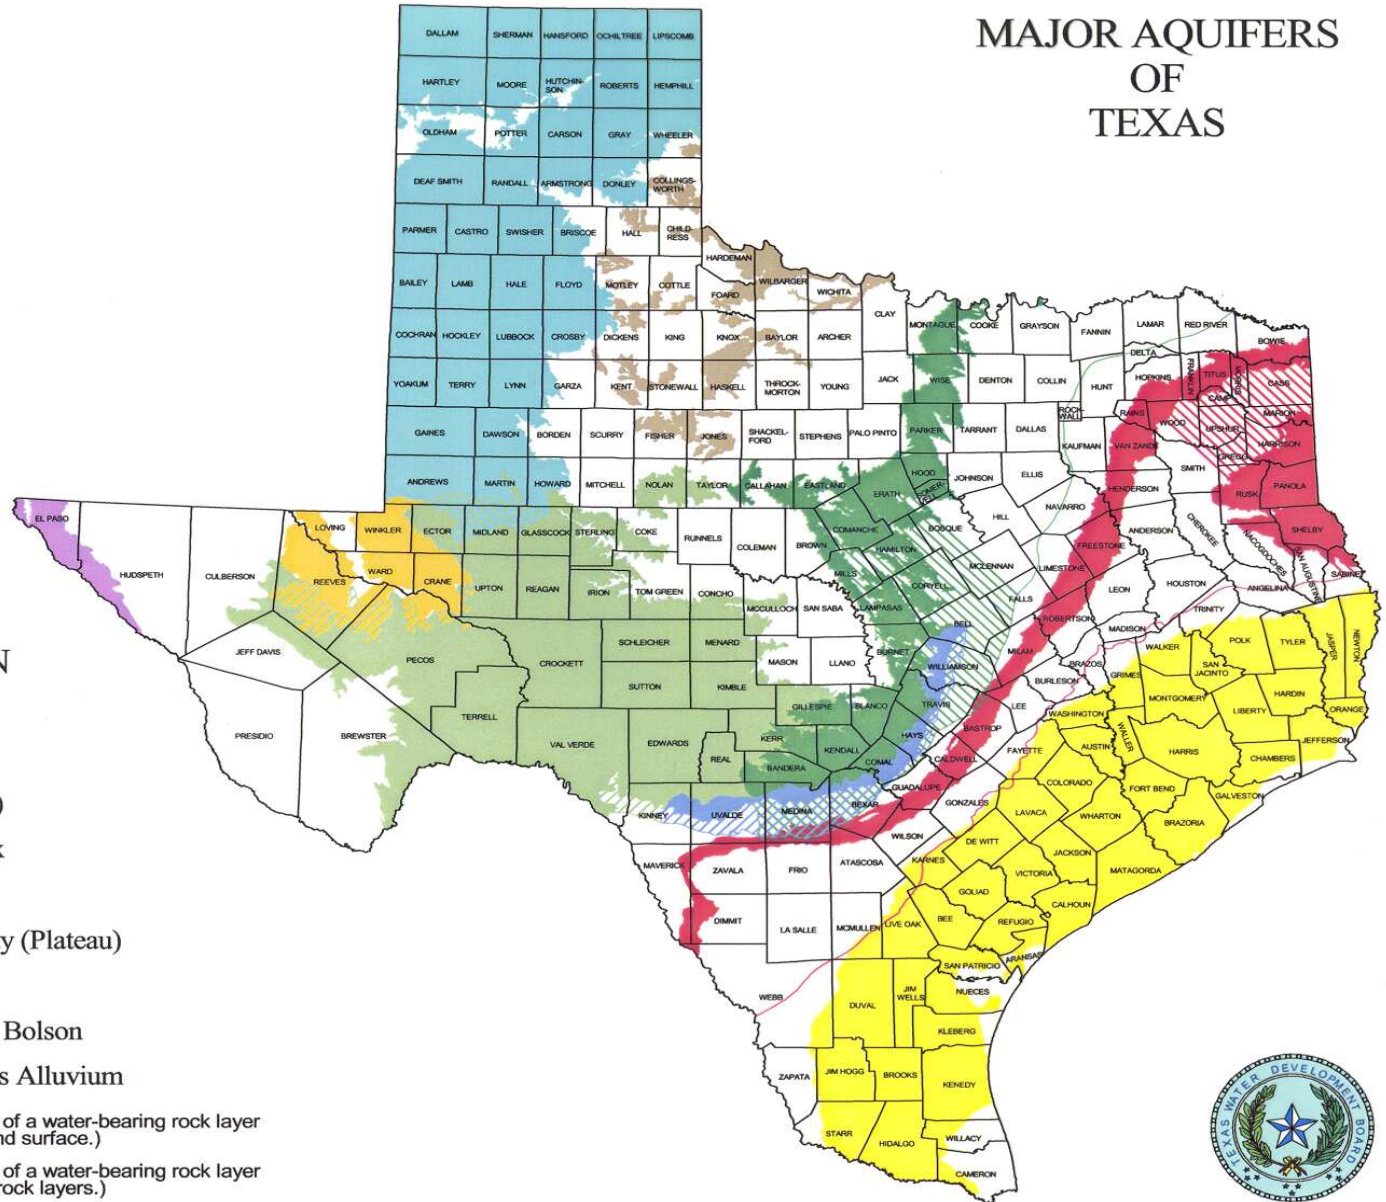 MAJOR AQUIFERS
OF
TEXAS
DALLAM SHERMAN HANSFORD OCHILTREE LIPSCOMB
HARTLEY MOORE HUTCHIN-
SON ROBERTS HEMPHILL
OLDHAM POTTER CARSON GRAY WHEELER
DEAF SMITH RANDALL ARMSTRONG DONLEY COLLINGS-
WORTH
PARMER CASTRO SWISHER BRISCOE HALL CHILD
RESS
HARDEMAN
BAILEY LAMB HALE FLOYD MOTLEY COTTLE FOARD WILBARGER WICHITA
CLAY MONTAGUE COOKE GRAYSON FANNIN LAMAR RED RIVER
COCHRAN HOCKLEY LUBBOCK CROSBY DICKENS KING KNOX BAYLOR ARCHER
BOWIE
DELTA
YOAKUM TERRY LYNN GARZA KENT STONEWALL HASKELL THROCK-
MORTON YOUNG JACK WISE DENTON COLLIN HUNT HOPKINS FRANKLIN TITUS MORRIS CASS
CAMP
GAINES DAWSON BORDEN SCURRY FISHER JONES SHACKEL-
FORD STEPHENS PALO PINTO PARKER TARRANT DALLAS ROCK-
WALL RAINS WOOD UPSHUR MARION
KAUFMAN VAN ZANDT HARRISON
GREGG
ANDREWS MARTIN HOWARD MITCHELL NOLAN TAYLOR CALLAHAN EASTLAND ERATH HOOD SOMER-
VELL JOHNSON ELLIS HENDERSON SMITH RUSK PANOLA
EL PASO HUDSPETH CULBERSON LOVING WINKLER ECTOR MIDLAND GLASSCOCK STERLING COKE RUNNELS COLEMAN BROWN COMANCHE BOSQUE HILL NAVARRO ANDERSON CHEROKEE SHELBY
REEVES WARD CRANE UPTON REAGAN IRION TOM GREEN CONCHO MILLS HAMILTON MCLENNAN LIMESTONE FREESTONE NACOGDOCHES SAN AUGUSTINE SABINE
MCCULLOCH SAN SABA LAMPASAS CORYELL FALLS LEON HOUSTON ANGELINA
TRINITY
JEFF DAVIS PECOS CROCKETT SCHLEICHER MENARD MASON LLANO BURNET BELL MILAM ROBERTSON MADISON WALKER POLK TYLER JASPER NEWTON
WILLIAMSON BRAZOS GRIMES SAN
JACINTO
TERRELL SUTTON KIMBLE GILLESPIE BLANCO TRAVIS BURLESON LEE WASHINGTON MONTGOMERY LIBERTY HARDIN ORANGE
PRESIDIO BREWSTER VAL VERDE EDWARDS REAL KERR KENDALL HAYS BASTROP FAYETTE AUSTIN WALLER HARRIS CHAMBERS JEFFERSON
BANDERA COMAL CALDWELL COLORADO FORT BEND GALVESTON
KINNEY UVALDE MEDINA BEXAR GUADALUPE GONZALES LAVACA WHARTON BRAZORIA
MAVERICK ZAVALA FRIO ATASCOSA WILSON KARNES DE WITT JACKSON MATAGORDA
VICTORIA
DIMMIT LA SALLE MCMULLEN LIVE OAK BEE GOLIAD REFUGIO CALHOUN
SAN PATRICIO ARANSAS
WEBB DUVAL JIM
WELLS NUECES
KLEBERG
ZAPATA JIM HOGG BROOKS KENEDY
STARR HIDALGO WILLACY
CAMERON
N
y (Plateau)
Bolson
s Alluvium
of a water-bearing rock layer
nd surface.)
of a water-bearing rock layer
rock layers.)
TEXAS WATER DEVELOPMENT BOARD